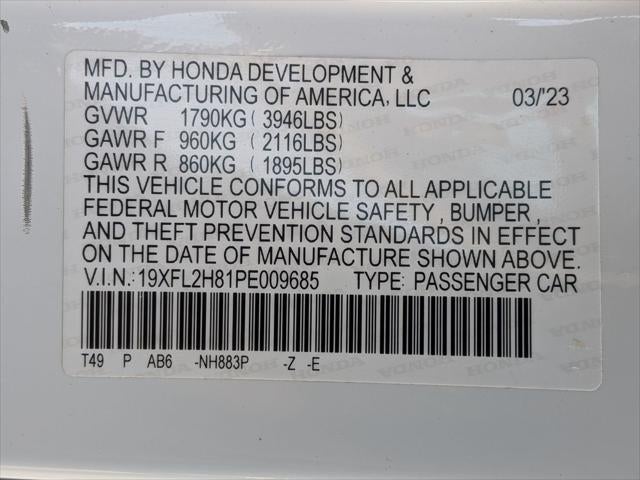 MFD. BY HONDA DEVELOPMENT &
MANUFACTURING OF AMERICA, LLC 03/'23
GVWR 1790KG ( 3946LBS)
GAWR F 960KG ( 2116LBS)
GAWR R 860KG ( 1895LBS)
THIS VEHICLE CONFORMS TO ALL APPLICABLE
FEDERAL MOTOR VEHICLE SAFETY , BUMPER ,
AND THEFT PREVENTION STANDARDS IN EFFECT
ON THE DATE OF MANUFACTURE SHOWN ABOVE.
V.I.N.:19XFL2H81PE009685 TYPE: PASSENGER CAR
T49 P AB6 -NH883P -Z -E